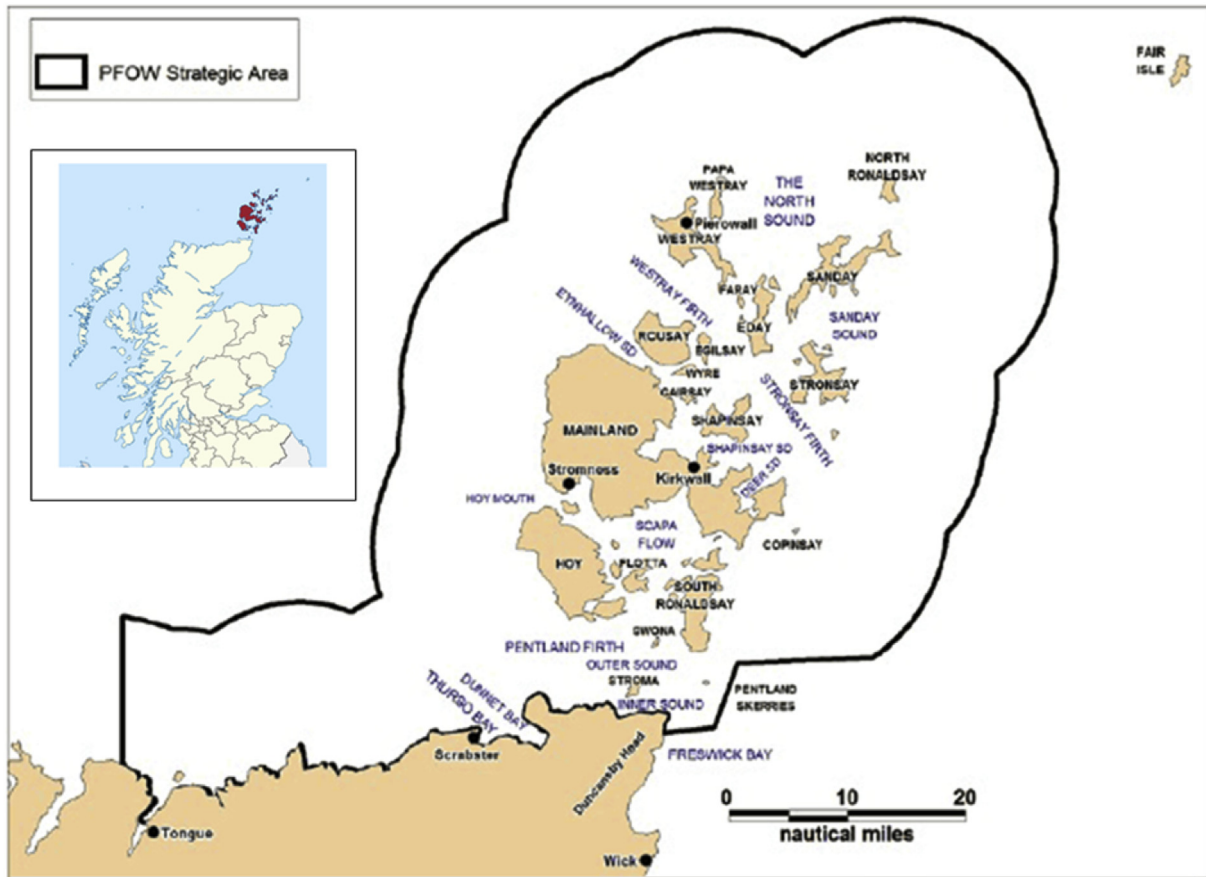 PFOW Strategic Area
FAIR
ISLE
PAPA
WESTRAY
NORTH
RONALDSAY
THE
NORTH
SOUND
Pierowall
WESTRAY
WESTRAY FIRTH
FARAY
SANDAY
EYNHALLOW SD
ROUSAY
EDAY
SANDAY
SOUND
EGILSAY
WYRE
GAIRSAY
STRONSAY
STRONSAY FIRTH
SHAPINSAY
MAINLAND
SHAPINSAY SD
Stromness
Kirkwall
DEER SD
HOY MOUTH
SCAPA
FLOW
COPINSAY
HOY
FLOTTA
SOUTH
RONALDSAY
SWONA
PENTLAND FIRTH
OUTER SOUND
STROMA
PENTLAND
SKERRIES
INNER SOUND
DUNNET BAY
THURSO BAY
Scrabster
Duncansby Head
FRESWICK BAY
Tongue
Wick
0 10 20
nautical miles